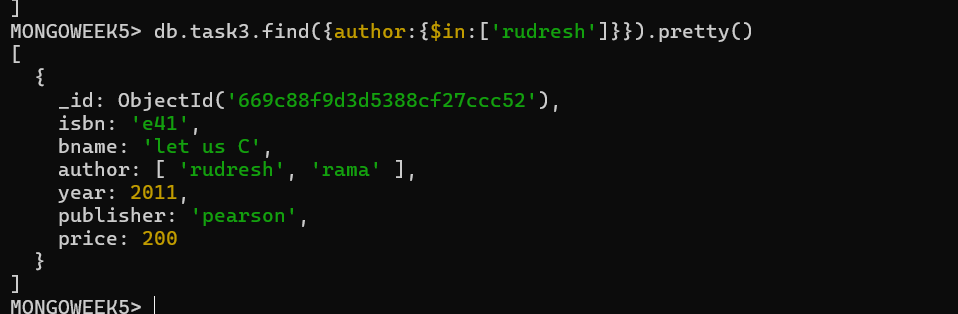 ]
MONGOWEEK5> db.task3.find({author:{$in:['rudresh']}}).pretty()
[
  {
    _id: ObjectId('669c88f9d3d5388cf27ccc52'),
    isbn: 'e41',
    bname: 'let us C',
    author: [ 'rudresh', 'rama' ],
    year: 2011,
    publisher: 'pearson',
    price: 200
  }
]
MONGOWEEK5>